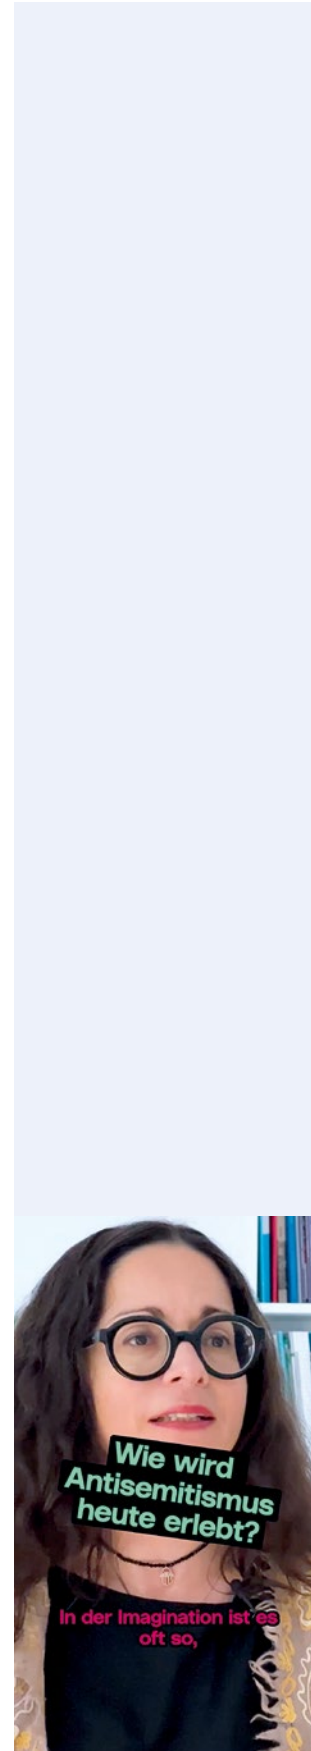 Wie wird
Antisemitismus
heute erlebt?
In der Imagination ist es
oft so,